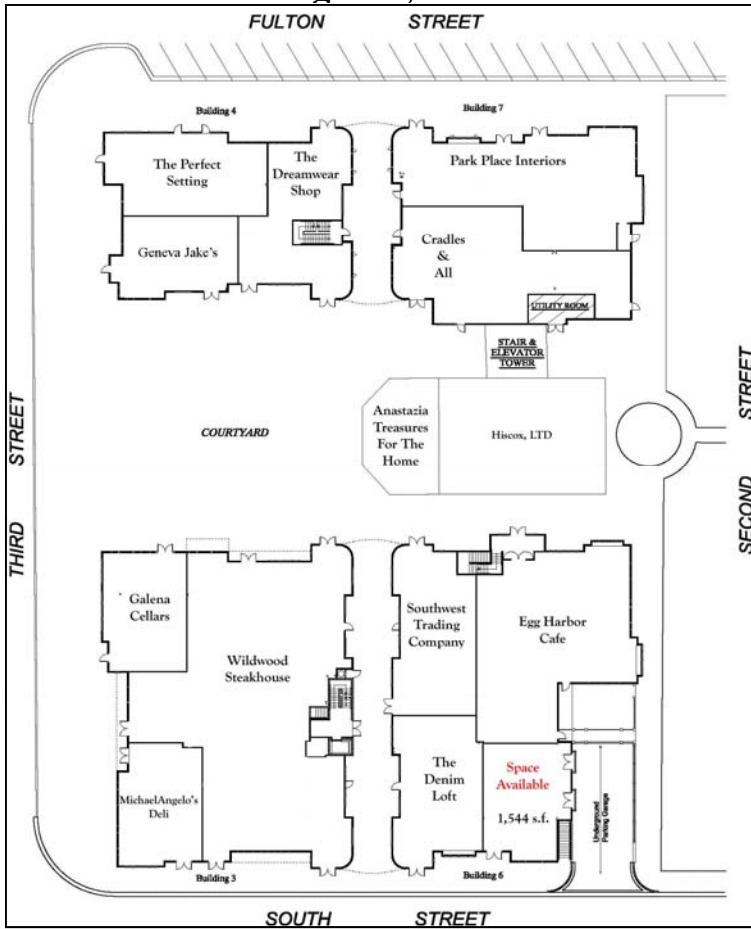 FULTON STREET
Building 4
Building 7
The Perfect
Setting
The
Dreamwear
Shop
Park Place Interiors
Geneva Jake's
Cradles
&
All
UTILITY ROOM
STAIR &
ELEVATOR
TOWER
THIRD STREET
COURTYARD
Anastazia
Treasures
For The
Home
Hiscox, LTD
SECOND STREET
Galena
Cellars
Wildwood
Steakhouse
Southwest
Trading
Company
Egg Harbor
Cafe
MichaelAngelo's
Deli
The
Denim
Loft
Space
Available
1,544 s.f.
Underground
Parking Garage
Building 3
Building 6
SOUTH STREET